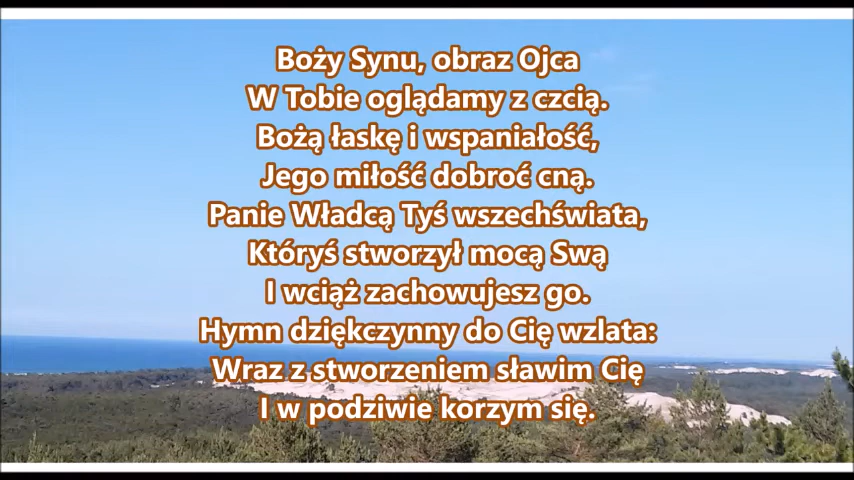 Boży Synu, obraz Ojca
W Tobie oglądamy z czcią.
Bożą łaskę i wspaniałość,
Jego miłość dobroć cną.
Panie Władcą Tyś wszechświata,
Któryś stworzył mocą Swą
I wciąż zachowujesz go.
Hymn dziękczynny do Cię wzlata:
Wraz z stworzeniem sławim Cię
I w podziwie korzym się.